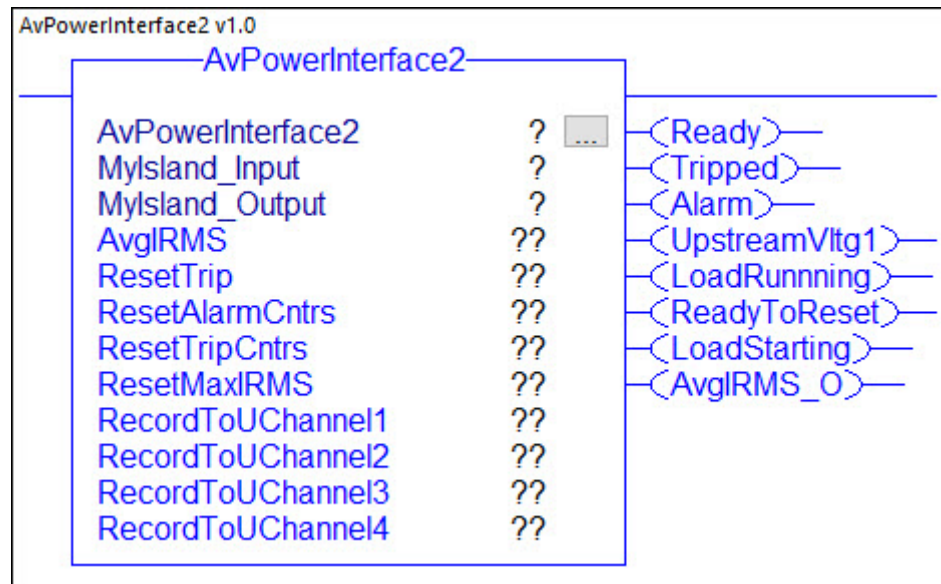 AvPowerInterface2 v1.0
AvPowerInterface2
AvPowerInterface2 ? ... Ready
MyIsland_Input ? Tripped
MyIsland_Output ? Alarm
AvgIRMS ?? UpstreamVltg1
ResetTrip ?? LoadRunnning
ResetAlarmCntrs ?? ReadyToReset
ResetTripCntrs ?? LoadStarting
ResetMaxIRMS ?? AvgIRMS_O
RecordToUChannel1 ??
RecordToUChannel2 ??
RecordToUChannel3 ??
RecordToUChannel4 ??